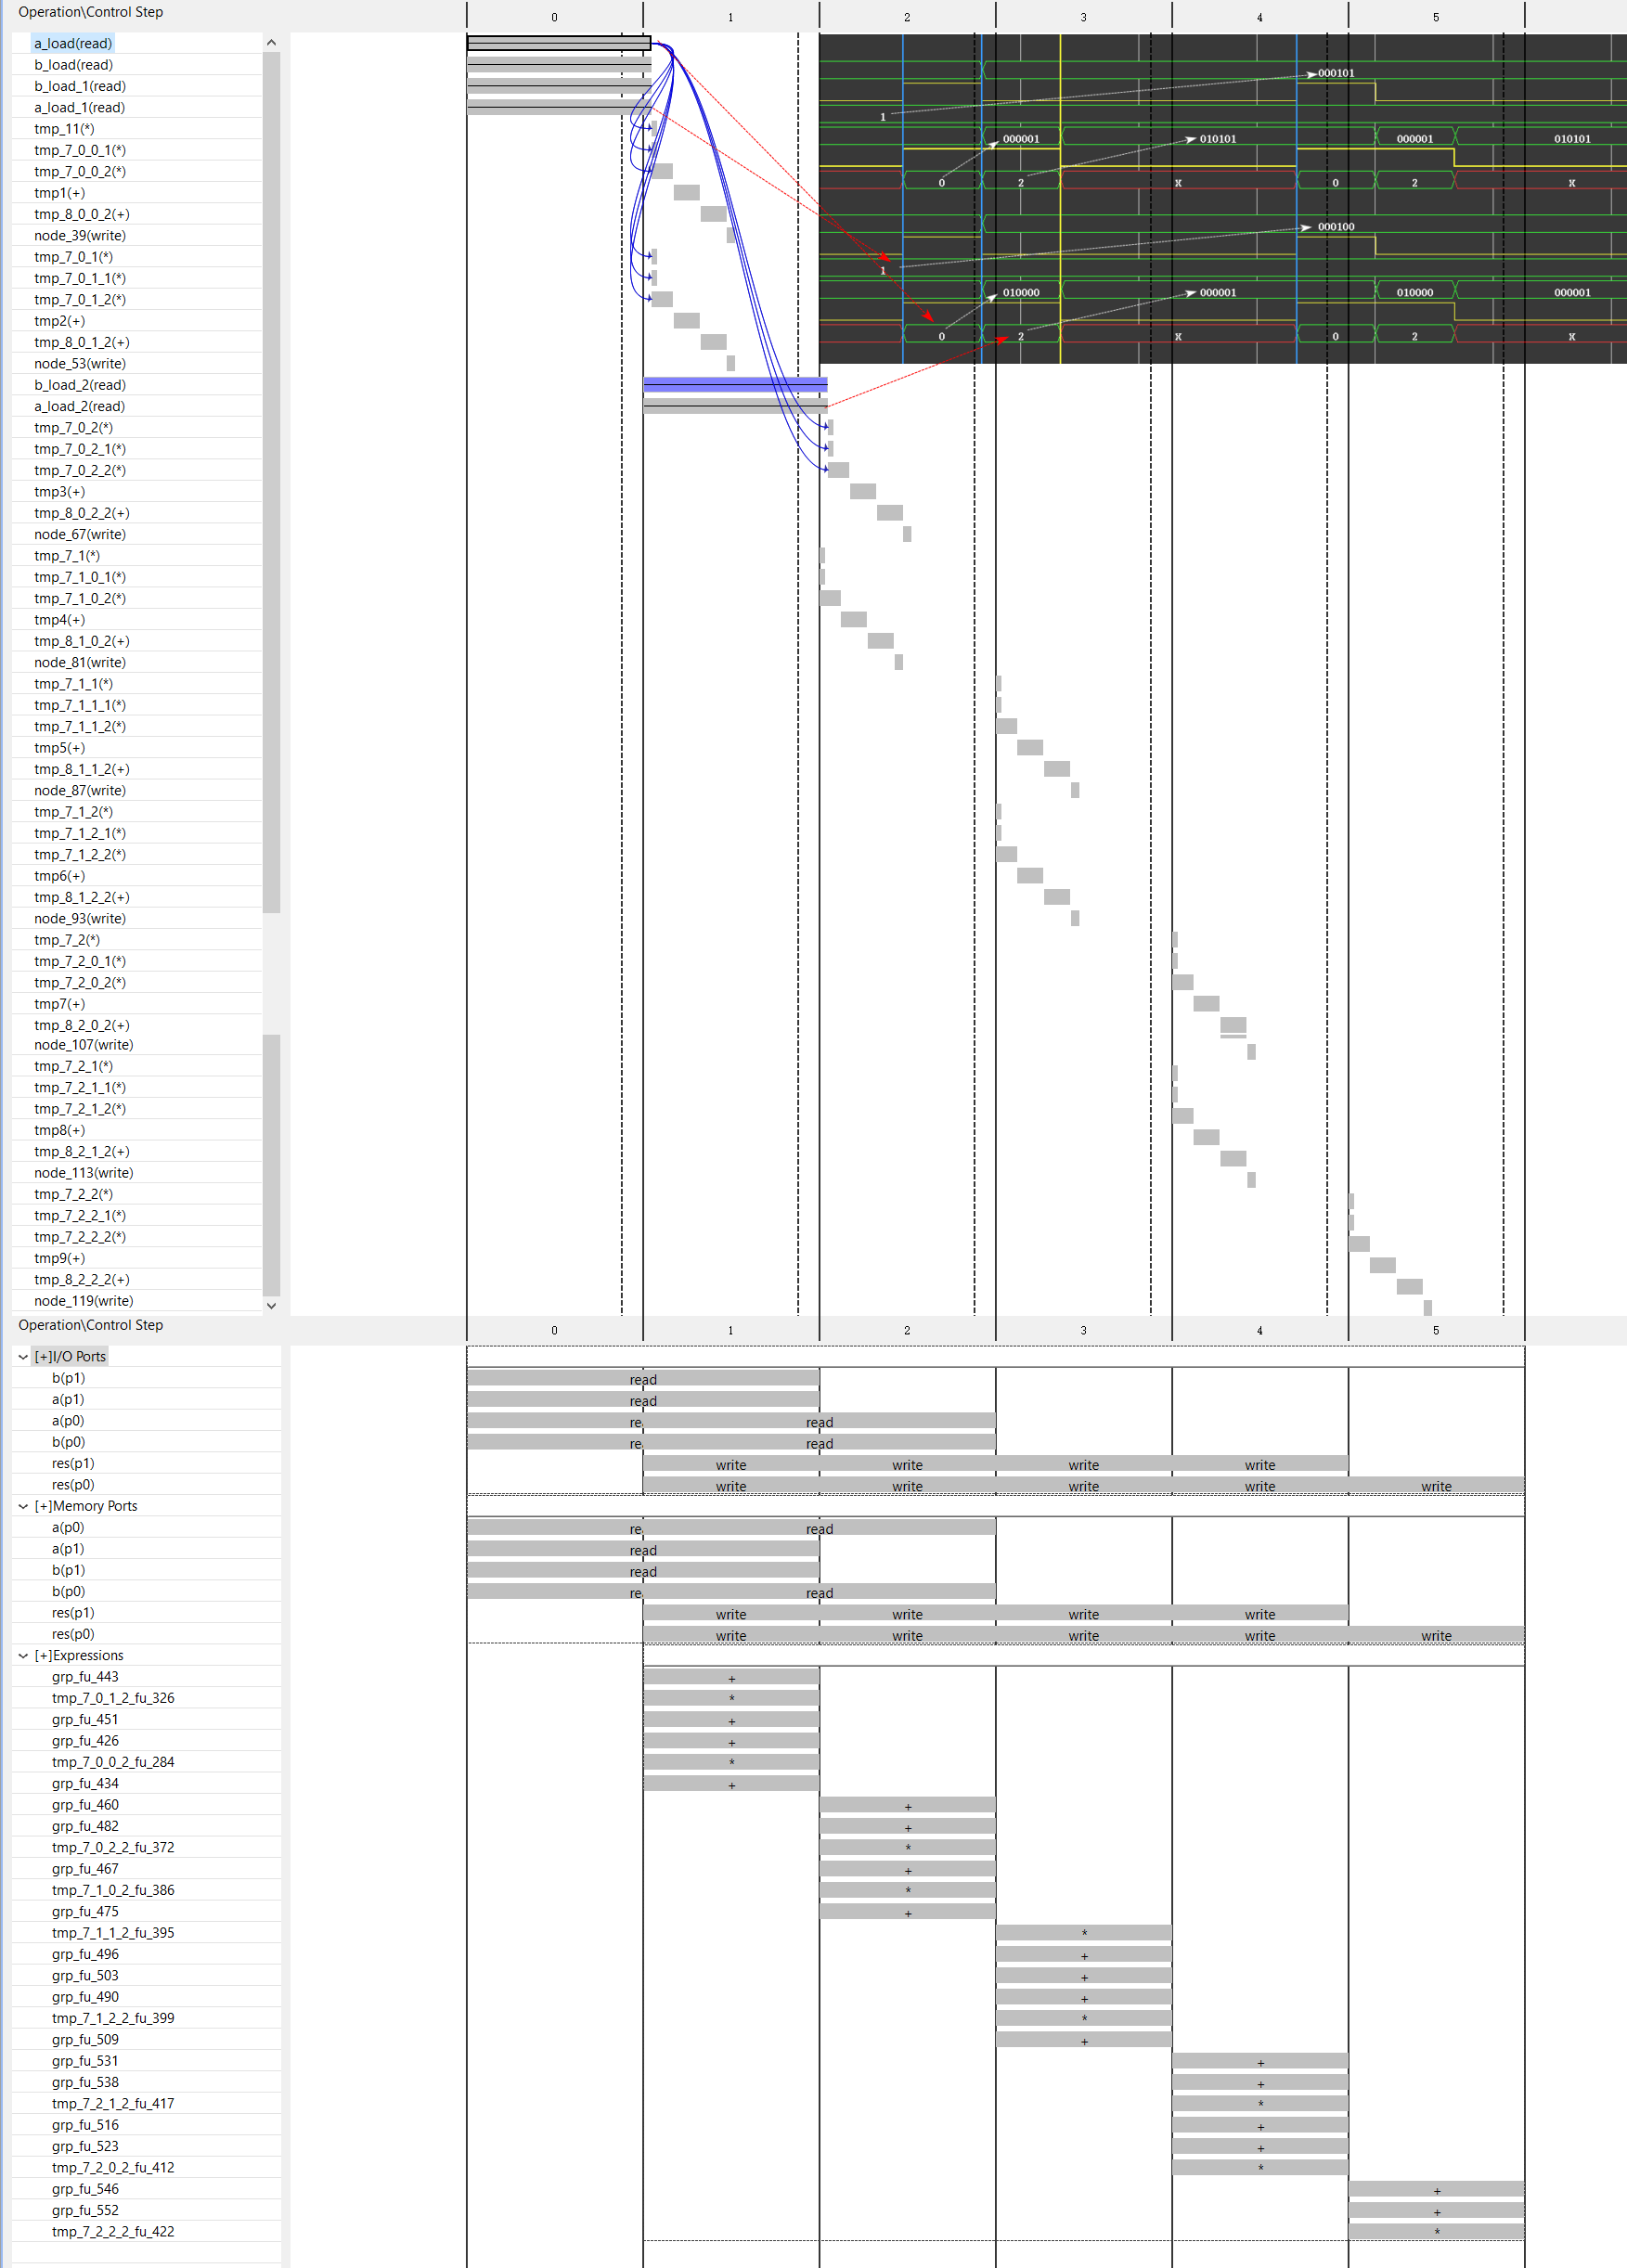 Operation\Control Step 0 1 2 3 4 5
a_load(read)
b_load(read)
000101
b_load_1(read)
a_load_1(read)
1
tmp_11(*)
000001 010101 000001 010101
tmp_7_0_0_1(*)
tmp_7_0_0_2(*)
0 2 X 0 2 X
tmp1(+)
tmp_8_0_0_2(+)
000100
node_39(write)
tmp_7_0_1(*)
1
tmp_7_0_1_1(*)
010000 000001 010000 000001
tmp_7_0_1_2(*)
tmp2(+)
0 2 X 0 2 X
tmp_8_0_1_2(+)
node_53(write)
b_load_2(read)
a_load_2(read)
tmp_7_0_2(*)
tmp_7_0_2_1(*)
tmp_7_0_2_2(*)
tmp3(+)
tmp_8_0_2_2(+)
node_67(write)
tmp_7_1(*)
tmp_7_1_0_1(*)
tmp_7_1_0_2(*)
tmp4(+)
tmp_8_1_0_2(+)
node_81(write)
tmp_7_1_1(*)
tmp_7_1_1_1(*)
tmp_7_1_1_2(*)
tmp5(+)
tmp_8_1_1_2(+)
node_87(write)
tmp_7_1_2(*)
tmp_7_1_2_1(*)
tmp_7_1_2_2(*)
tmp6(+)
tmp_8_1_2_2(+)
node_93(write)
tmp_7_2(*)
tmp_7_2_0_1(*)
tmp_7_2_0_2(*)
tmp7(+)
tmp_8_2_0_2(+)
node_107(write)
tmp_7_2_1(*)
tmp_7_2_1_1(*)
tmp_7_2_1_2(*)
tmp8(+)
tmp_8_2_1_2(+)
node_113(write)
tmp_7_2_2(*)
tmp_7_2_2_1(*)
tmp_7_2_2_2(*)
tmp9(+)
tmp_8_2_2_2(+)
node_119(write)
Operation\Control Step 0 1 2 3 4 5
[+]I/O Ports
b(p1) read
a(p1) read
a(p0) re read
b(p0) re read
res(p1) write write write write
res(p0) write write write write write
[+]Memory Ports
a(p0) re read
a(p1) read
b(p1) read
b(p0) re read
res(p1) write write write write
res(p0) write write write write write
[+]Expressions
grp_fu_443 +
tmp_7_0_1_2_fu_326 *
grp_fu_451 +
grp_fu_426 +
tmp_7_0_0_2_fu_284 *
grp_fu_434 +
grp_fu_460 +
grp_fu_482 +
tmp_7_0_2_2_fu_372 *
grp_fu_467 +
tmp_7_1_0_2_fu_386 *
grp_fu_475 +
tmp_7_1_1_2_fu_395 *
grp_fu_496 +
grp_fu_503 +
grp_fu_490 +
tmp_7_1_2_2_fu_399 *
grp_fu_509 +
grp_fu_531 +
grp_fu_538 +
tmp_7_2_1_2_fu_417 *
grp_fu_516 +
grp_fu_523 +
tmp_7_2_0_2_fu_412 *
grp_fu_546 +
grp_fu_552 +
tmp_7_2_2_2_fu_422 *